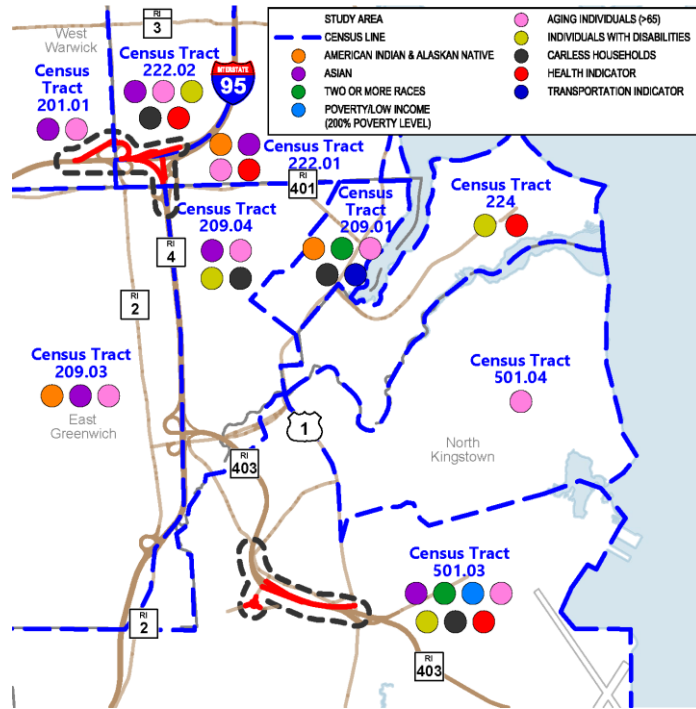 STUDY AREA
CENSUS LINE
AMERICAN INDIAN & ALASKAN NATIVE
ASIAN
TWO OR MORE RACES
POVERTY/LOW INCOME
(200% POVERTY LEVEL)
AGING INDIVIDUALS (>65)
INDIVIDUALS WITH DISABILITIES
CARLESS HOUSEHOLDS
HEALTH INDICATOR
TRANSPORTATION INDICATOR
RI
3
West
Warwick
Census Tract
222.02
Census
Tract
201.01
INTERSTATE
95
Census Tract
222.01
RI
401
Census Tract
224
Census Tract
209.04
Census Tract
209.01
RI
4
RI
2
Census Tract
209.03
East
Greenwich
Census Tract
501.04
1
North
Kingstown
RI
403
Census Tract
501.03
RI
2
RI
403